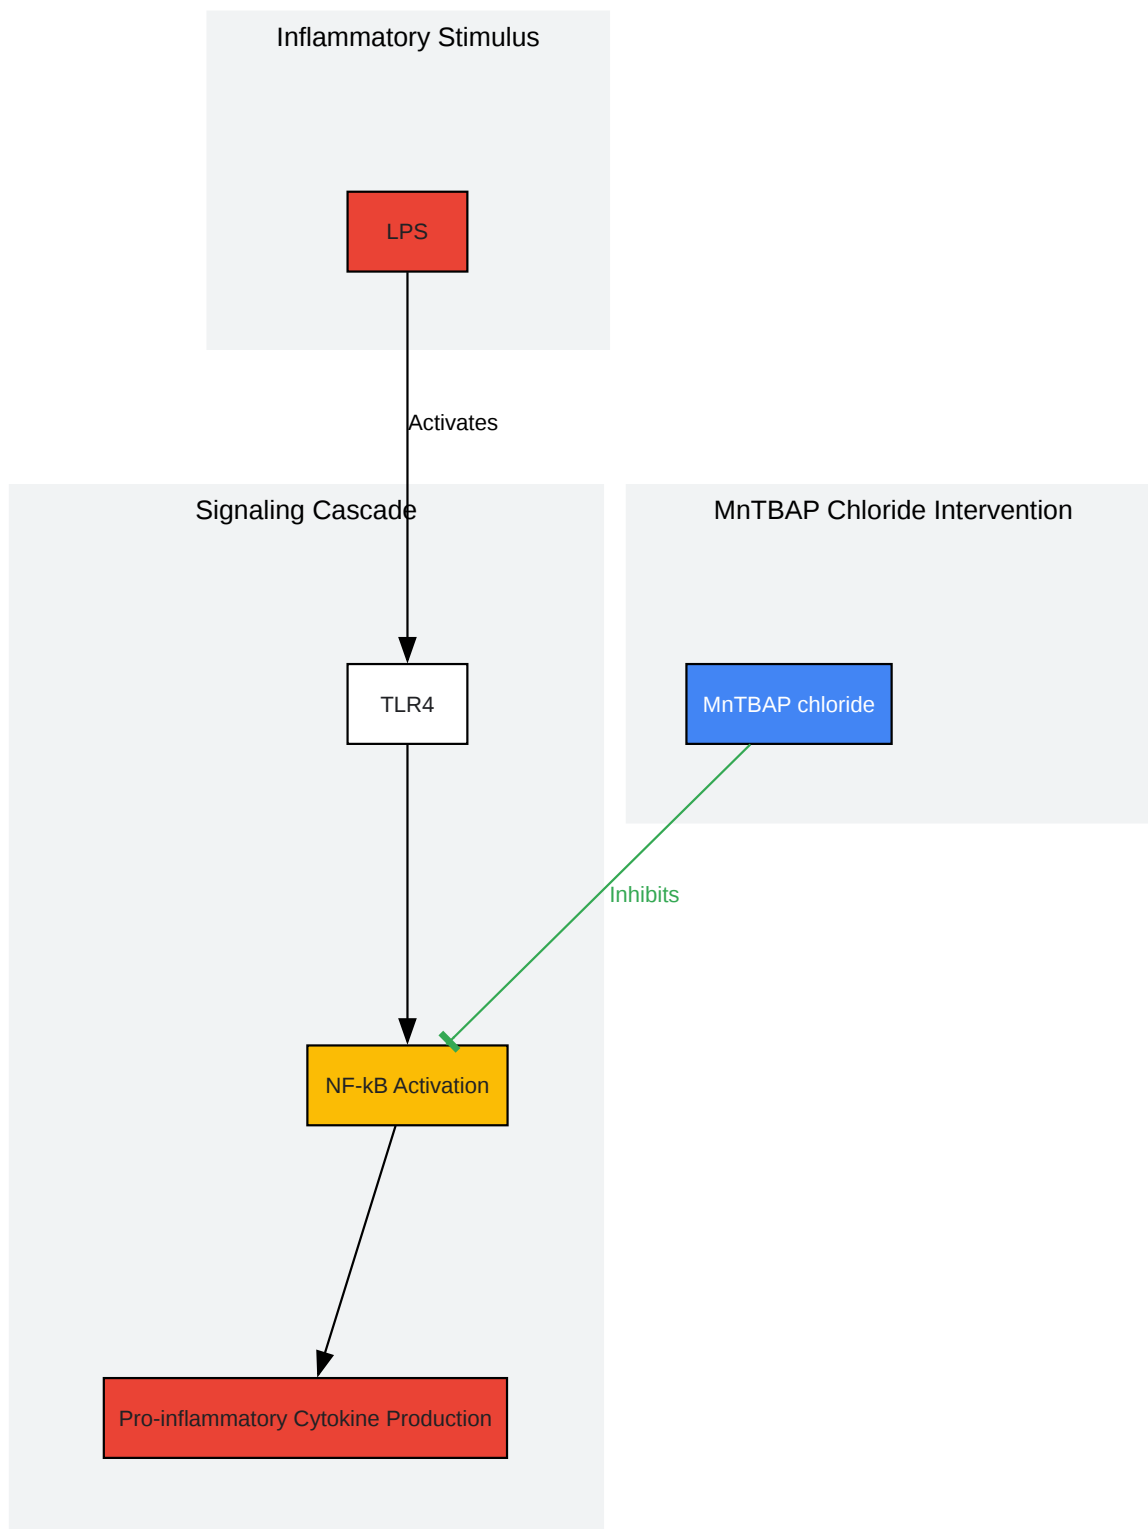 Inflammatory Stimulus
LPS
Activates
Signaling Cascade
MnTBAP Chloride Intervention
TLR4
MnTBAP chloride
Inhibits
NF-kB Activation
Pro-inflammatory Cytokine Production